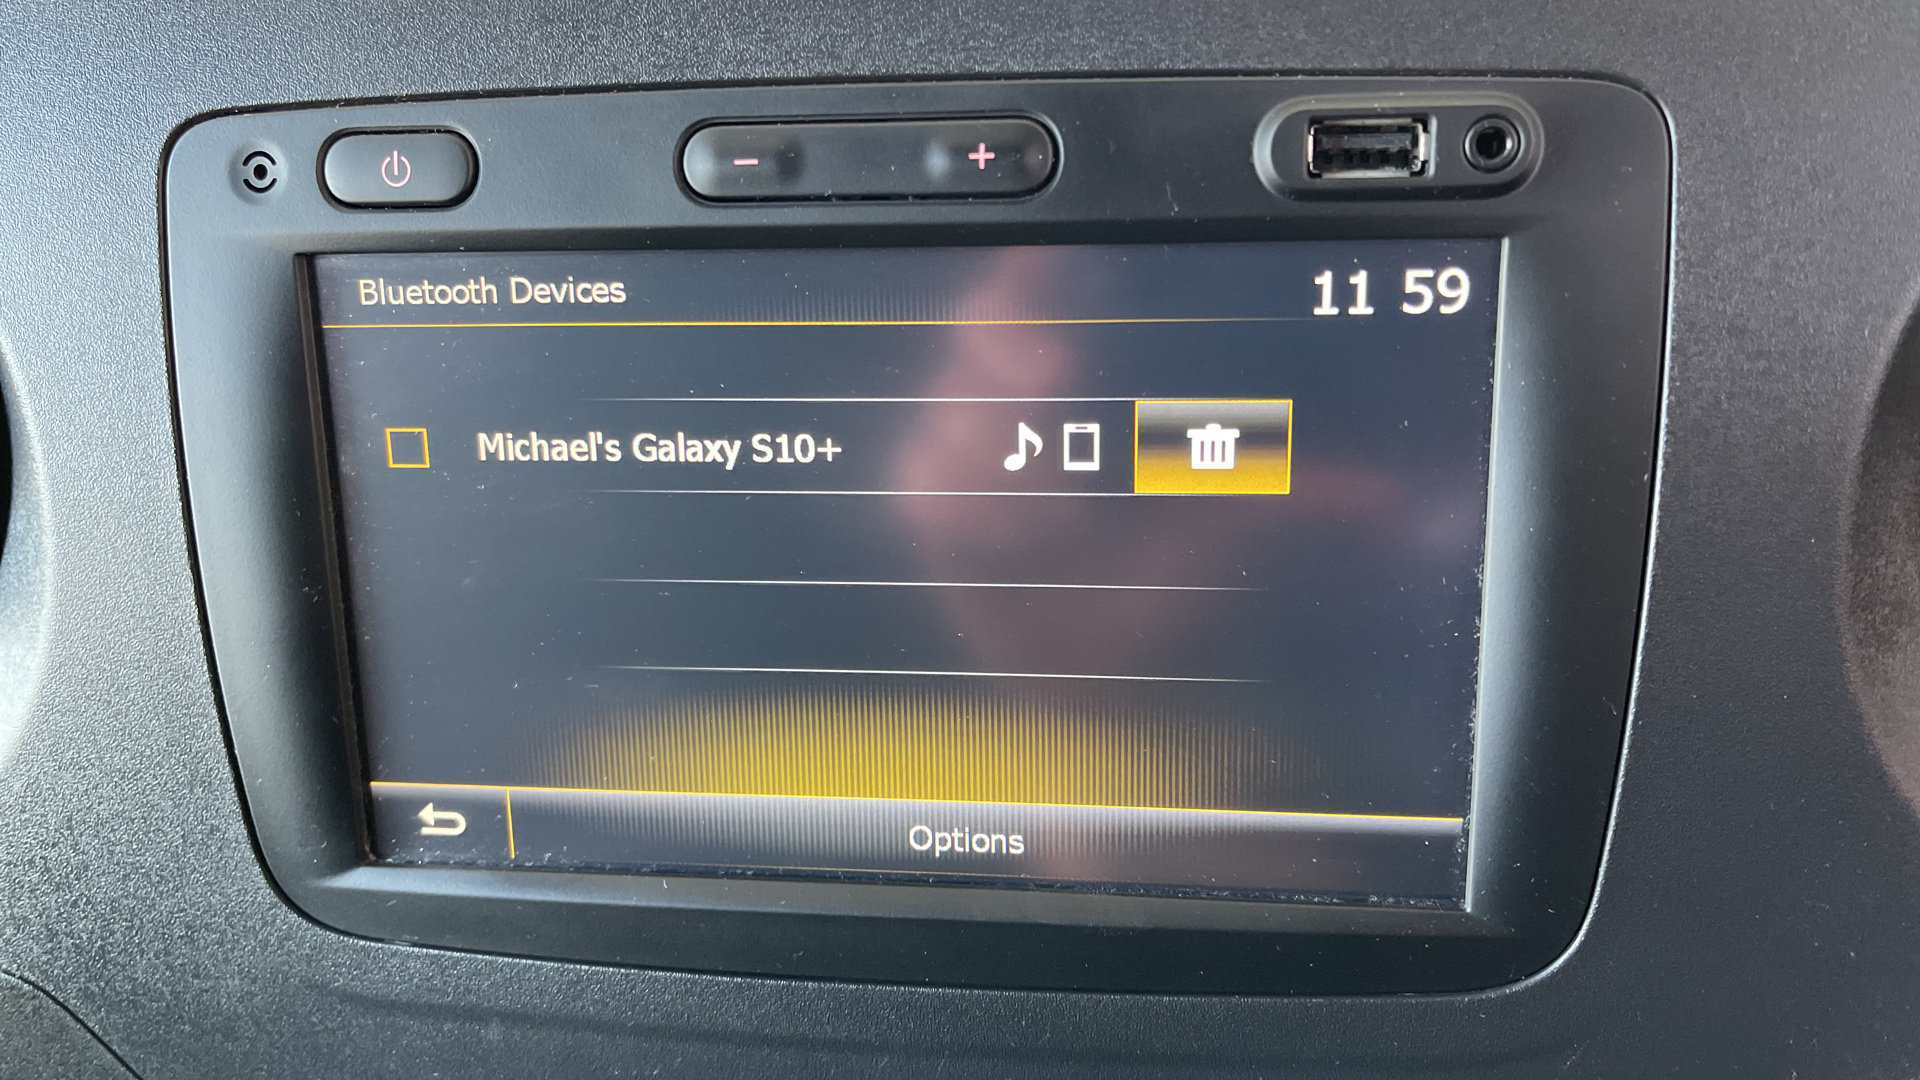 Bluetooth Devices
11 59
Michael's Galaxy S10+
Options